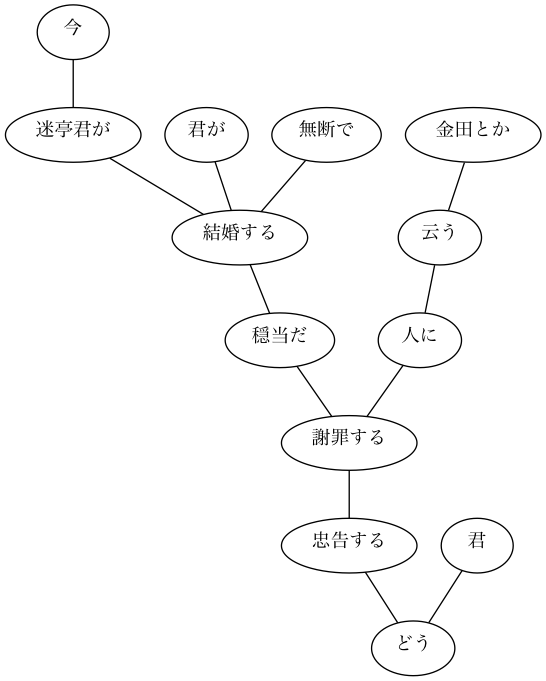 今
迷亭君が
君が
無断で
金田とか
結婚する
云う
穏当だ
人に
謝罪する
忠告する
君
どう